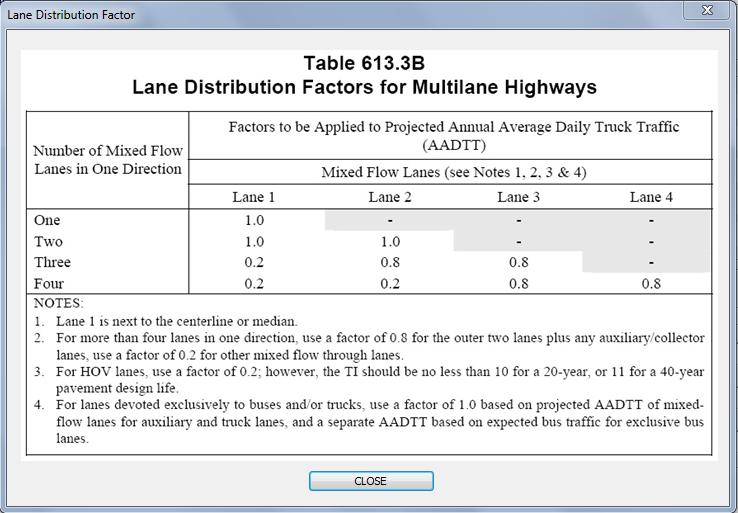 Lane Distribution Factor
x
Table 613.3B
Lane Distribution Factors for Multilane Highways
Number of Mixed Flow
Lanes in One Direction
Factors to be Applied to Projected Annual Average Daily Truck Traffic
(AADTT)
Mixed Flow Lanes (see Notes 1, 2, 3 & 4)
Lane 1 Lane 2 Lane 3 Lane 4
One 1.0 - - -
Two 1.0 1.0 - -
Three 0.2 0.8 0.8 -
Four 0.2 0.2 0.8 0.8
NOTES:
1. Lane 1 is next to the centerline or median.
2. For more than four lanes in one direction, use a factor of 0.8 for the outer two lanes plus any auxiliary/collector
lanes, use a factor of 0.2 for other mixed flow through lanes.
3. For HOV lanes, use a factor of 0.2; however, the TI should be no less than 10 for a 20-year, or 11 for a 40-year
pavement design life.
4. For lanes devoted exclusively to buses and/or trucks, use a factor of 1.0 based on projected AADTT of mixed-
flow lanes for auxiliary and truck lanes, and a separate AADTT based on expected bus traffic for exclusive bus
lanes.
CLOSE